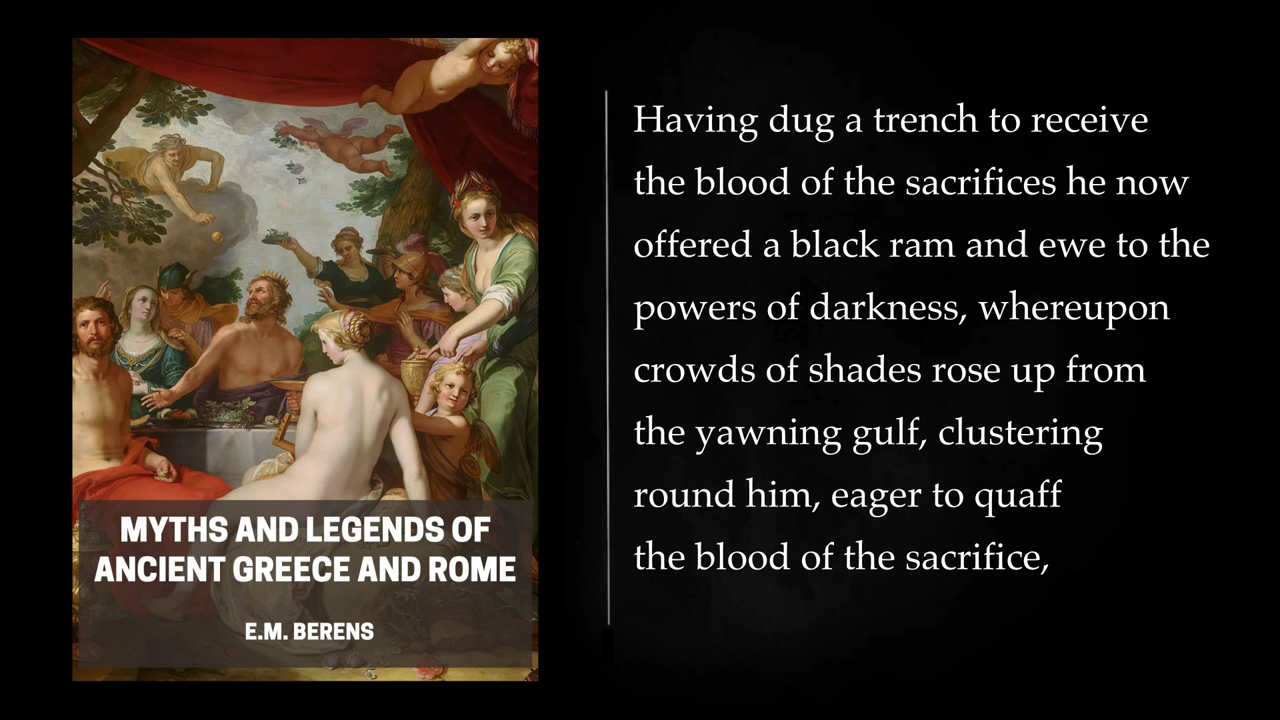 MYTHS AND LEGENDS OF
ANCIENT GREECE AND ROME
E.M. BERENS
Having dug a trench to receive
the blood of the sacrifices he now
offered a black ram and ewe to the
powers of darkness, whereupon
crowds of shades rose up from
the yawning gulf, clustering
round him, eager to quaff
the blood of the sacrifice,